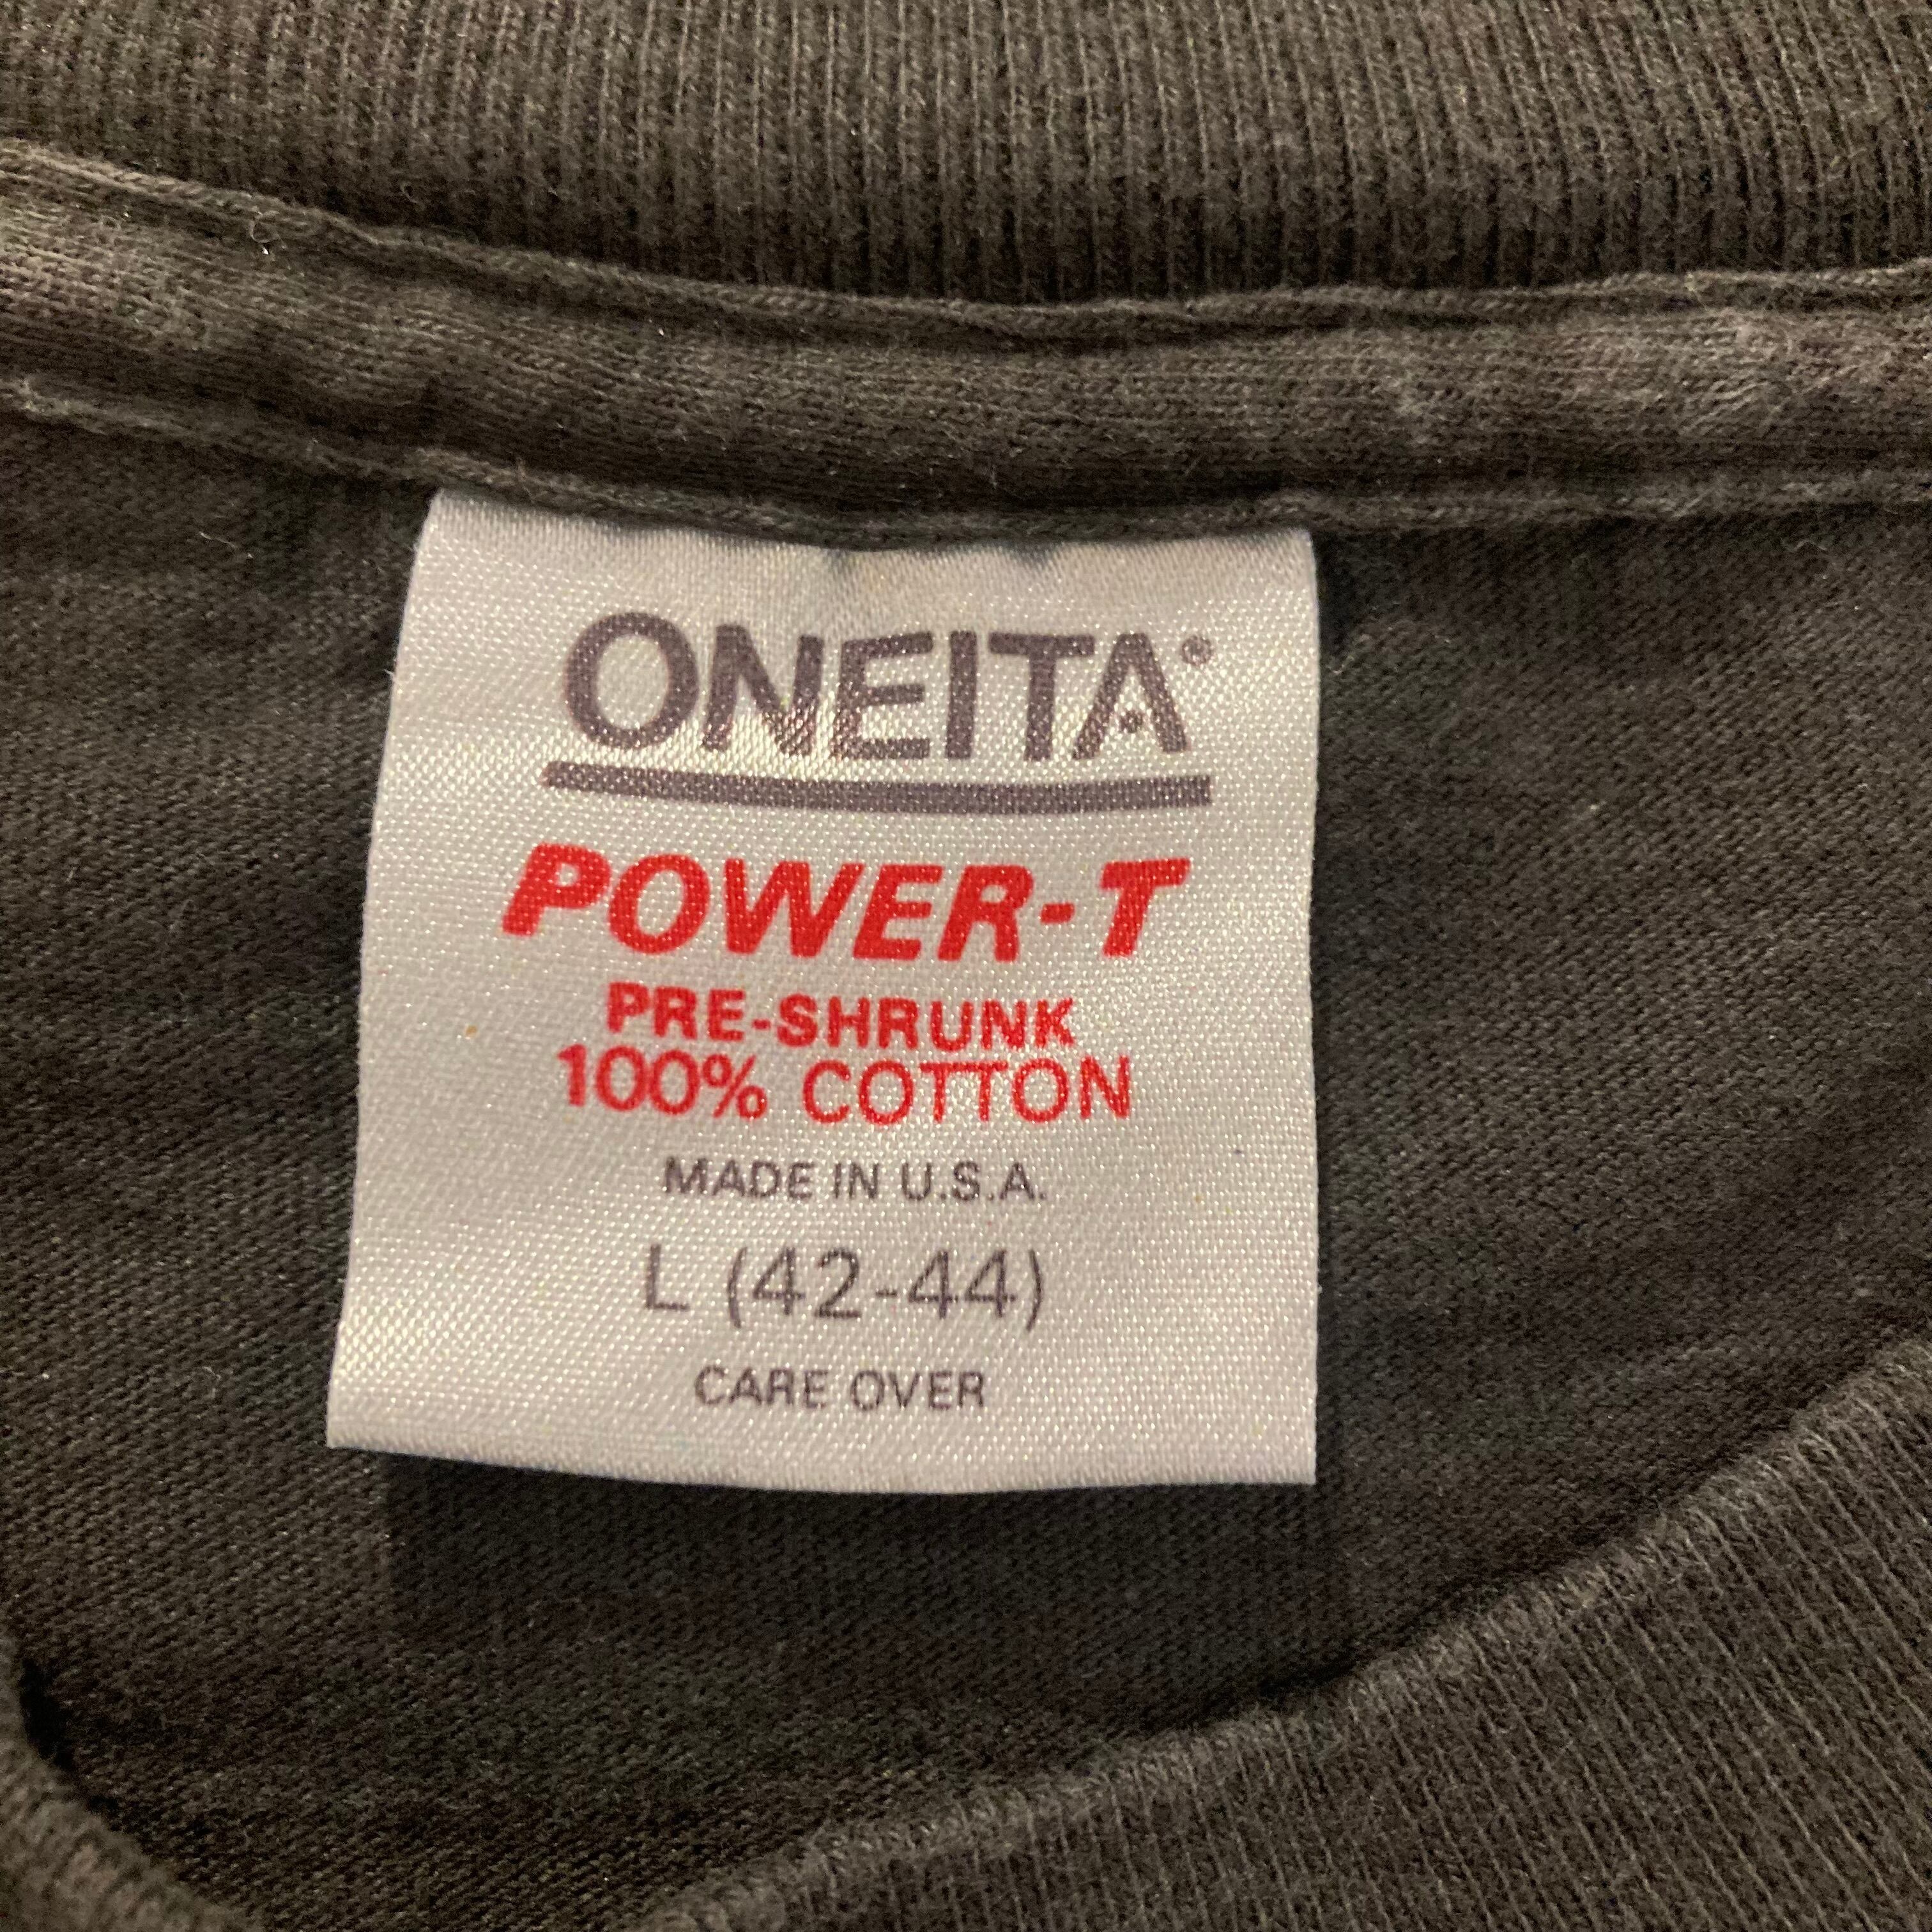 ONEITA®
POWER-T
PRE-SHRUNK
100% COTTON
MADE IN U.S.A.
L (42-44)
CARE OVER